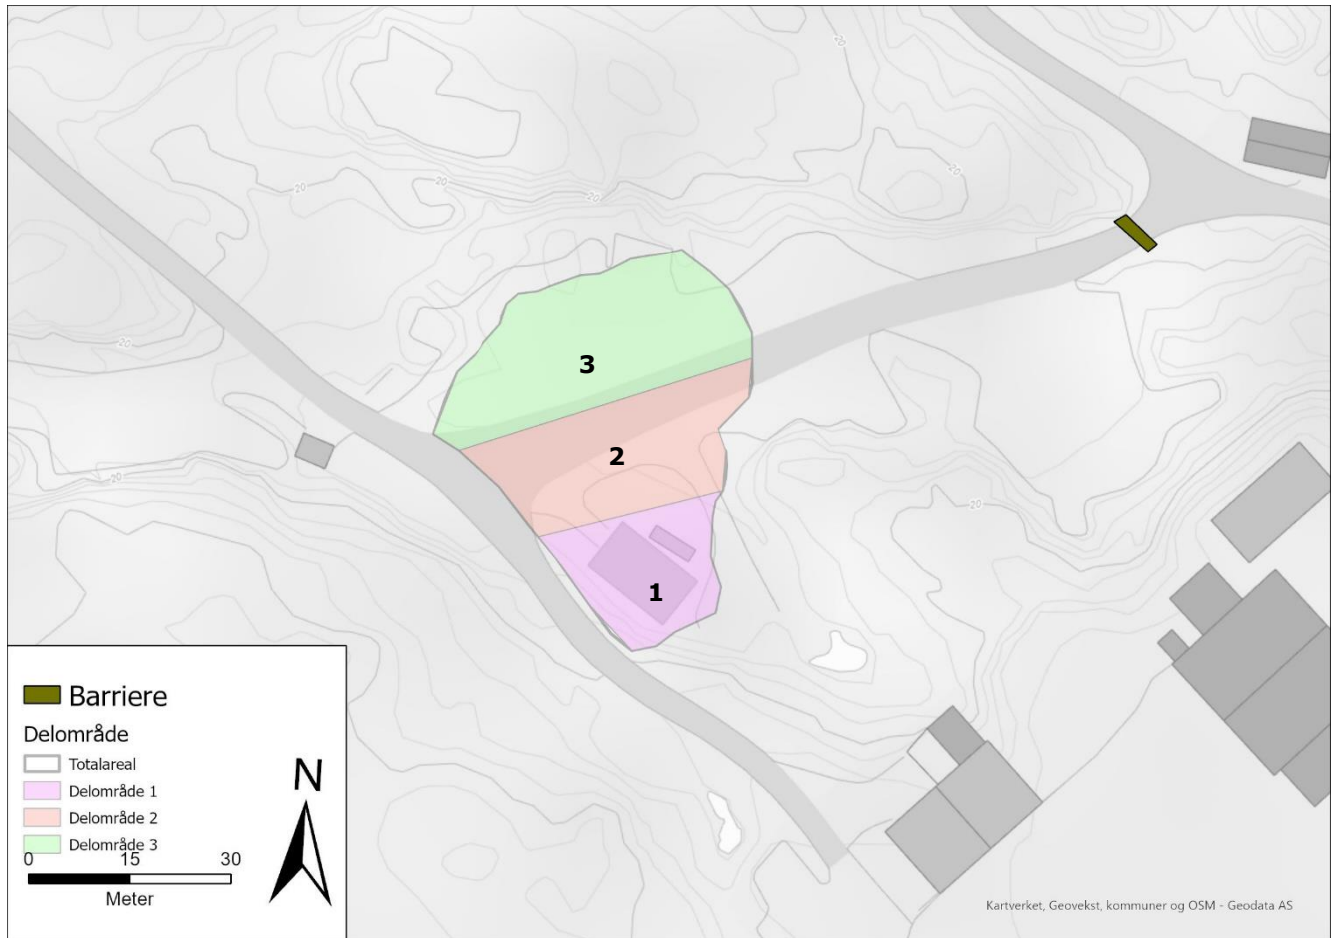 20
20
20
20
20
20
20
20
3
2
1
Barriere
Delområde
Totalareal
Delområde 1
Delområde 2
Delområde 3
0 15 30
Meter
N
Kartverket, Geovekst, kommuner og OSM - Geodata AS